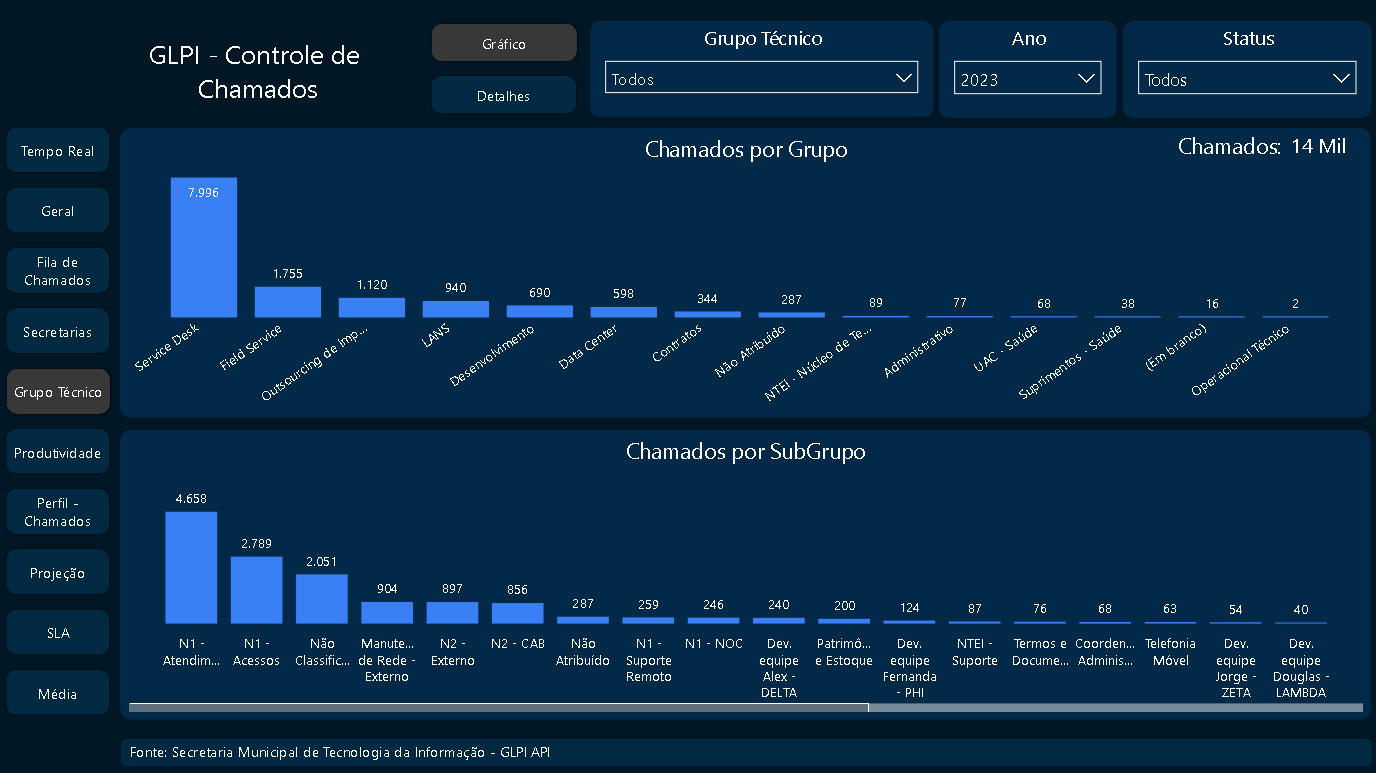 GLPI - Controle de
Chamados
Gráfico
Detalhes
Grupo Técnico
Todos
Ano
2023
Status
Todos
Tempo Real
Geral
Fila de
Chamados
Secretarias
Grupo Técnico
Produtividade
Perfil -
Chamados
Projeção
SLA
Média
Chamados por Grupo
Chamados: 14 Mil
7.996
1.755
1.120
940
690
598
344
287
89
77
68
38
16
2
Service Desk
Field Service
Outsourcing de Imp...
LANS
Desenvolvimento
Data Center
Contratos
Não Atribuído
NTEI - Núcleo de Te...
Administrativo
UAC - Saúde
Suprimentos - Saúde
(Em branco)
Operacional Técnico
Chamados por SubGrupo
4.658
2.789
2.051
904
897
856
287
259
246
240
200
124
87
76
68
63
54
40
N1 -
Atendim...
N1 -
Acessos
Não
Classific...
Manute...
de Rede -
Externo
N2 -
Externo
N2 - CAB
Não
Atribuído
N1 -
Suporte
Remoto
N1 - NOC
Dev.
equipe
Alex -
DELTA
Patrimô...
e Estoque
Dev.
equipe
Fernanda
- PHI
NTEI -
Suporte
Termos e
Docume...
Coorden...
Adminis...
Telefonia
Móvel
Dev.
equipe
Jorge -
ZETA
Dev.
equipe
Douglas -
LAMBDA
Fonte: Secretaria Municipal de Tecnologia da Informação - GLPI API